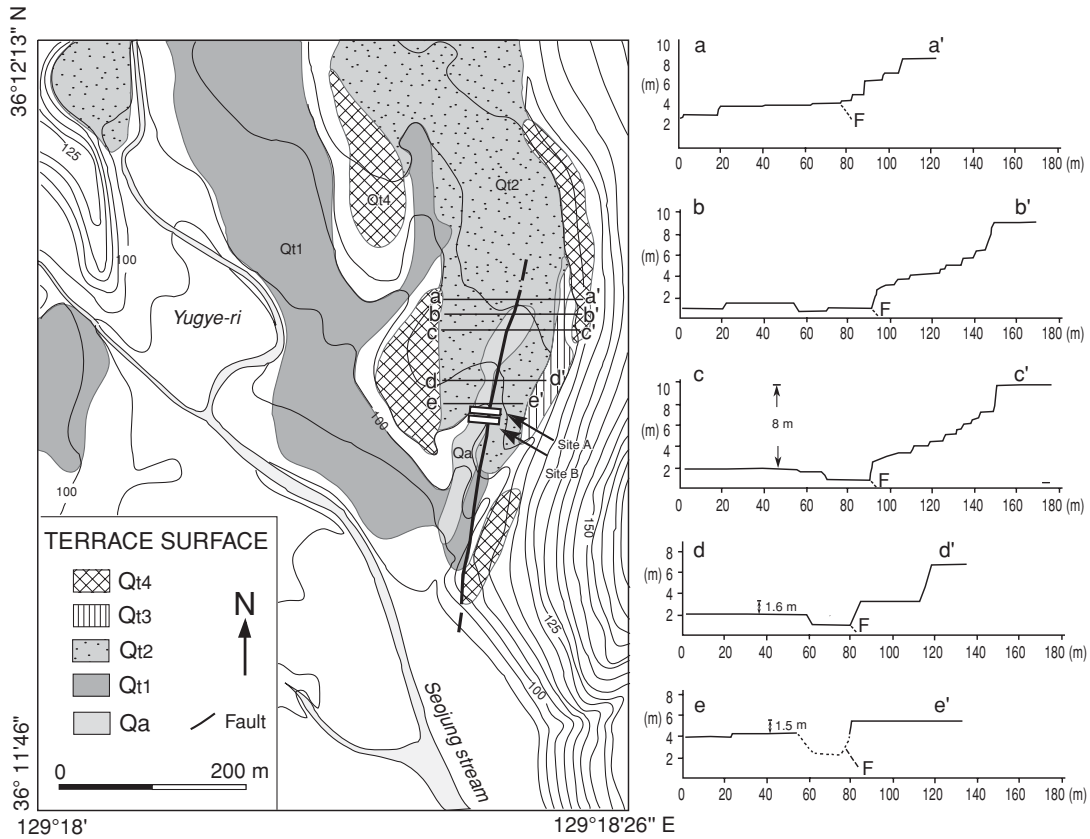 36° 12'13" N
125
100
Qt1
Qt4
Qt2
a
a'
b
b'
c
c'
d
d'
e
e'
Yugye-ri
100
100
Qa
Site A
Site B
150
125
100
TERRACE SURFACE
Qt4
Qt3
Qt2
Qt1
Qa
N
Fault
0 200 m
Seojung stream
36° 11'46"
129°18' 129°18'26" E
a a'
10
8
(m) 6
4
2
F
0 20 40 60 80 100 120 140 160 180 (m)
b b'
10
8
(m) 6
4
2
F
0 20 40 60 80 100 120 140 160 180 (m)
c c'
10
8
(m) 6
4
2
8 m
F
0 20 40 60 80 100 120 140 160 180 (m)
d d'
8
(m) 6
4
2
1.6 m
F
0 20 40 60 80 100 120 140 160 180 (m)
e e'
8
(m) 6
4
2
1.5 m
F
0 20 40 60 80 100 120 140 160 180 (m)